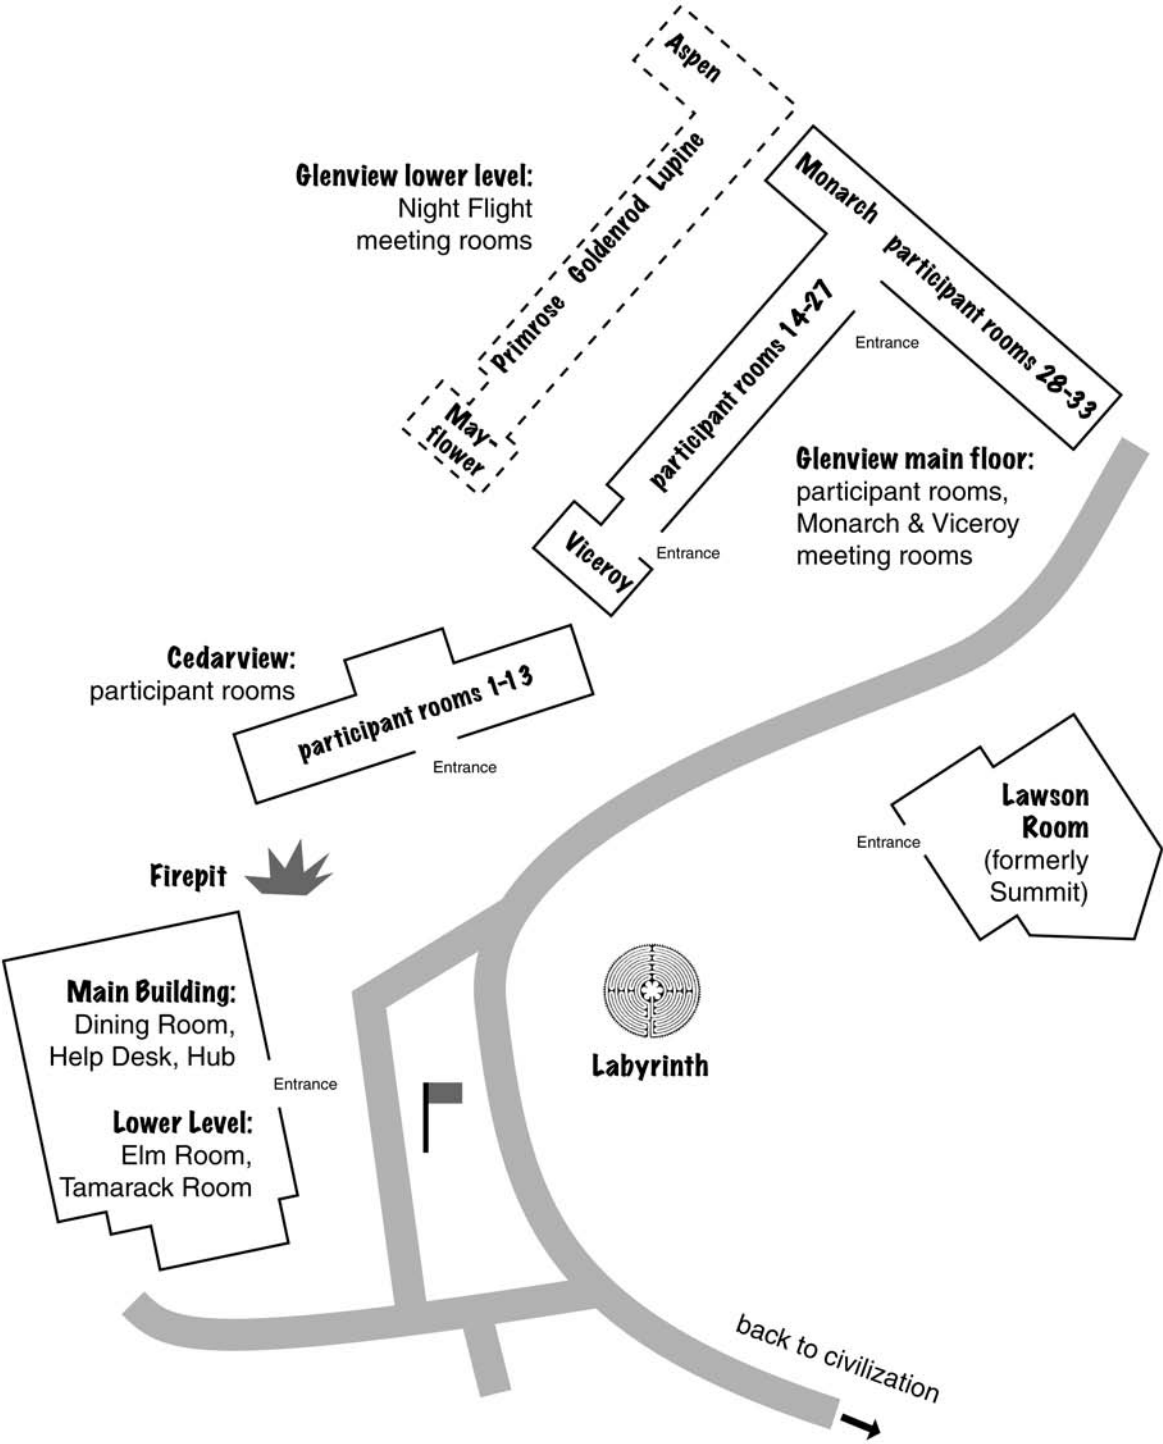 Aspen
Lupine
Goldenrod
Primrose
May-
flower
Glenview lower level:
Night Flight
meeting rooms
Monarch
participant rooms 28-33
participant rooms 14-27
Entrance
Viceroy
Entrance
Glenview main floor:
participant rooms,
Monarch & Viceroy
meeting rooms
Cedarview:
participant rooms
participant rooms 1-13
Entrance
Lawson
Room
(formerly
Summit)
Entrance
Firepit
Main Building:
Dining Room,
Help Desk, Hub
Entrance
Lower Level:
Elm Room,
Tamarack Room
Labyrinth
back to civilization